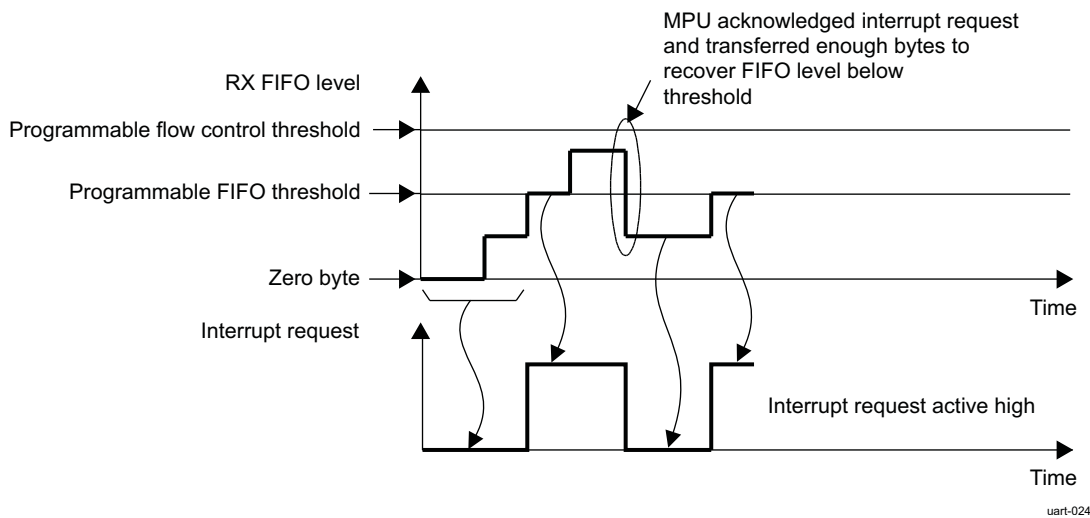 MPU acknowledged interrupt request
and transferred enough bytes to
recover FIFO level below
threshold
RX FIFO level
Programmable flow control threshold
Programmable FIFO threshold
Zero byte
Time
Interrupt request
Interrupt request active high
Time
uart-024